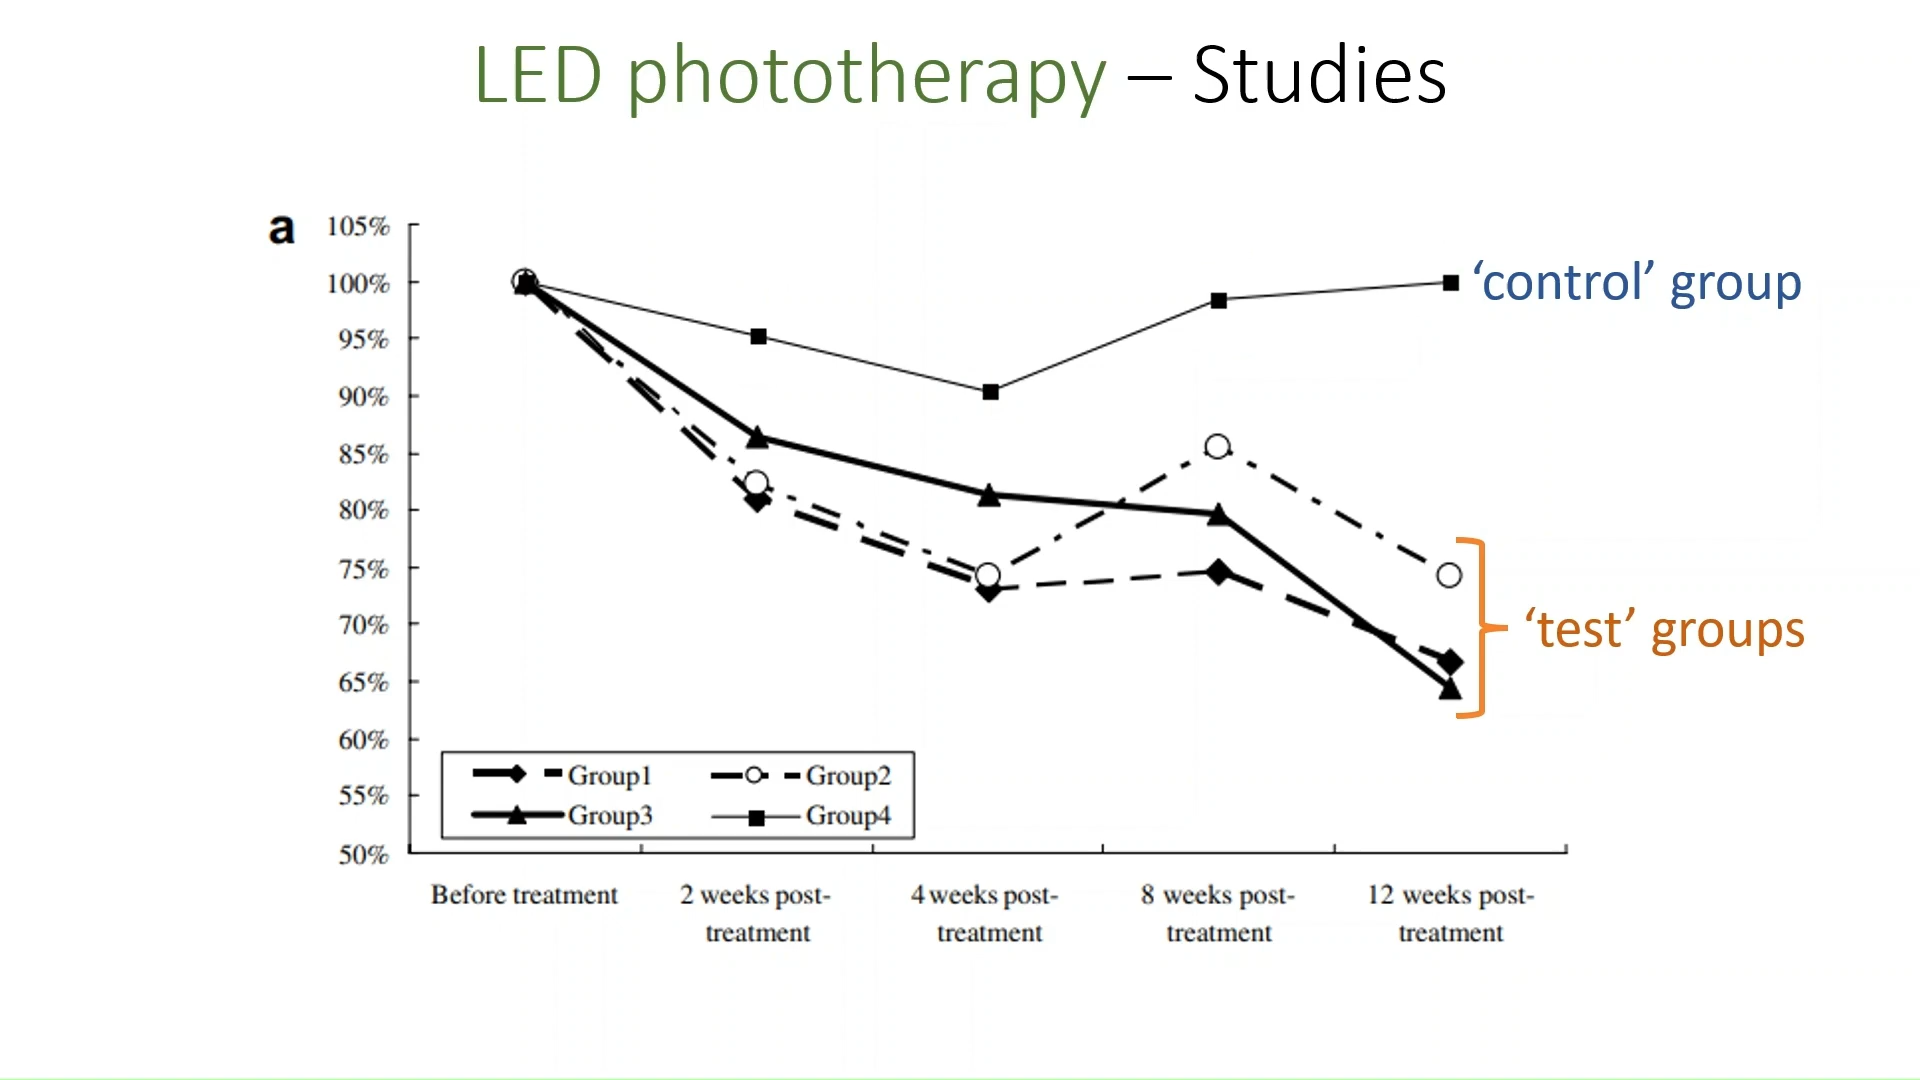 LED phototherapy – Studies
a
105%
100%
95%
90%
85%
80%
75%
70%
65%
60%
55%
50%
‘control’ group
‘test’ groups
Group1 Group2
Group3 Group4
Before treatment
2 weeks post-
treatment
4 weeks post-
treatment
8 weeks post-
treatment
12 weeks post-
treatment